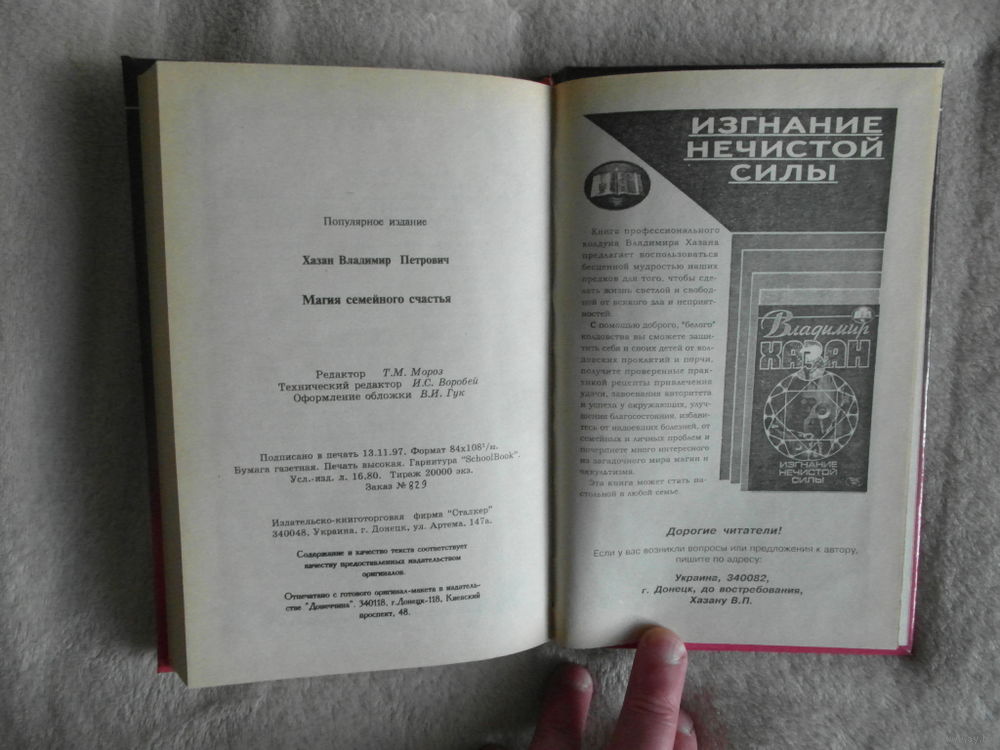 Популярное издание
Хазан Владимир Петрович
Магия семейного счастья
Редактор Т.М. Мороз
Технический редактор И.С. Воробей
Оформление обложки В.И. Гук
Подписано в печать 13.11.97. Формат 84х108¹/п.
Бумага газетная. Печать высокая. Гарнитура "SchoolBook".
Усл.-изд. л. 16,80. Тираж 20000 экз.
Заказ № 829
Издательско-книготорговая фирма "Сталкер"
340048, Украина, г. Донецк, ул. Артема, 147а.
Содержание и качество текста соответствует
качеству предоставленных издательством
оригиналов.
Отпечатано с готового оригинал-макета в издатель-
стве "Донеччина". 340118, г.Донецк-118, Киевский
проспект, 48.
ИЗГНАНИЕ
НЕЧИСТОЙ
СИЛЫ
Книга профессионального
колдуна Владимира Хазана
предлагает воспользоваться
бесценной мудростью наших
предков для того, чтобы сде-
лать жизнь светлой и свобод-
ной от всякого зла и неприят-
ностей.
С помощью доброго, "белого"
колдовства вы сможете защи-
тить себя и своих детей от кол-
довских проклятий и порчи,
получите проверенные прак-
тикой рецепты привлечения
удачи, завоевания авторитета
и успеха у окружающих, улуч-
шения благосостояния, избави-
тесь от надоевших болезней, от
семейных и личных проблем и
почерпнете много интересного
из загадочного мира магии и
оккультизма.
Эта книга может стать на-
стольной в любой семье.
Владимир
ХАЗАН
ИЗГНАНИЕ
НЕЧИСТОЙ
СИЛЫ
Дорогие читатели!
Если у вас возникли вопросы или предложения к автору,
пишите по адресу:
Украина, 340082,
г. Донецк, до востребования,
Хазану В.П.